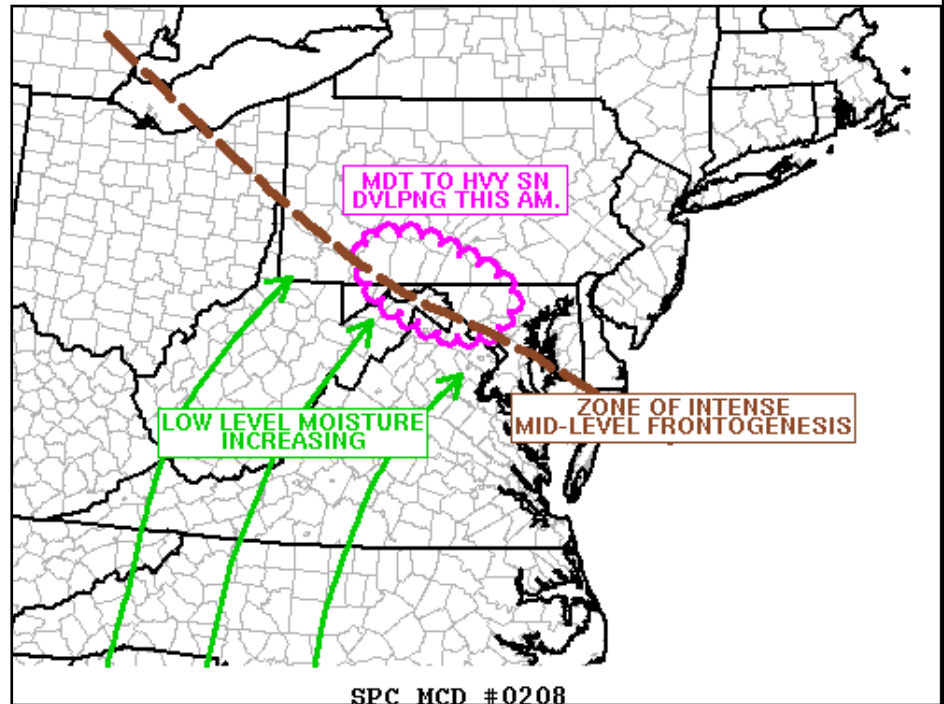 MDT TO HVY SN
DVLPNG THIS AM.
ZONE OF INTENSE
MID-LEVEL FRONTOGENESIS
LOW LEVEL MOISTURE
INCREASING
SPC MCD #0208